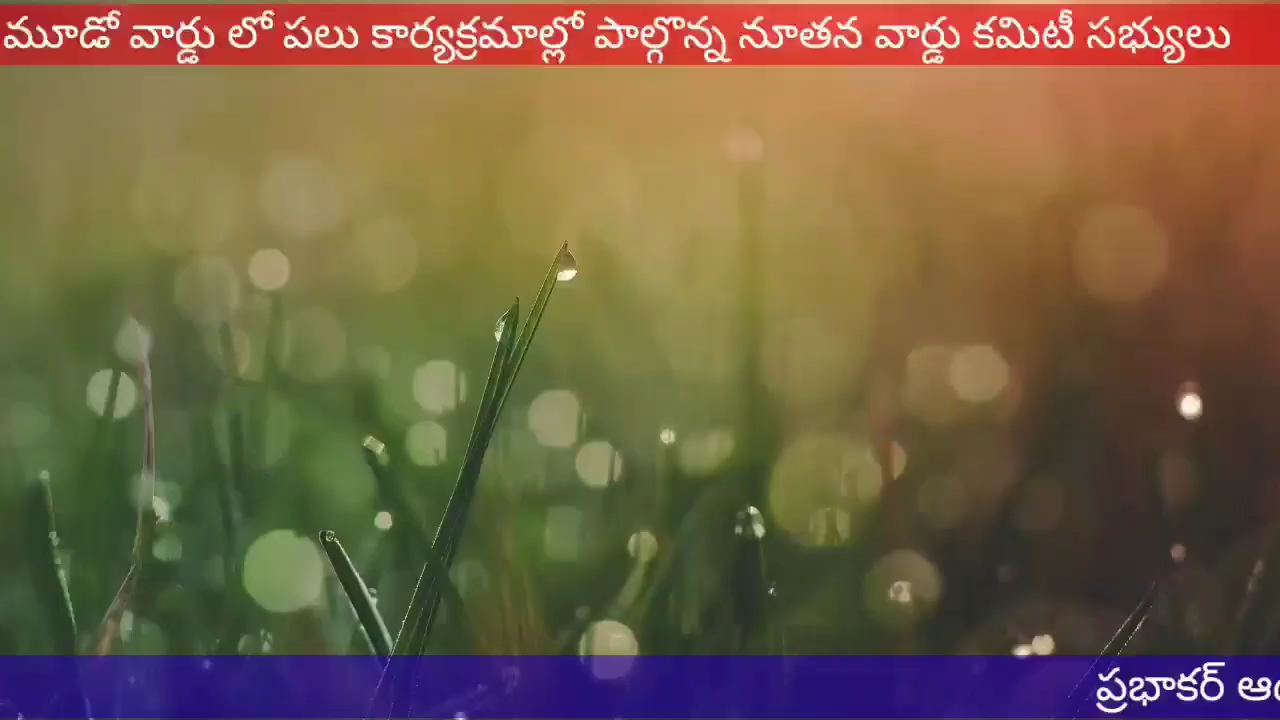 మూడో వార్డు లో పలు కార్యక్రమాల్లో పాల్గొన్న నూతన వార్డు కమిటీ సభ్యులు
ప్రభాకర్